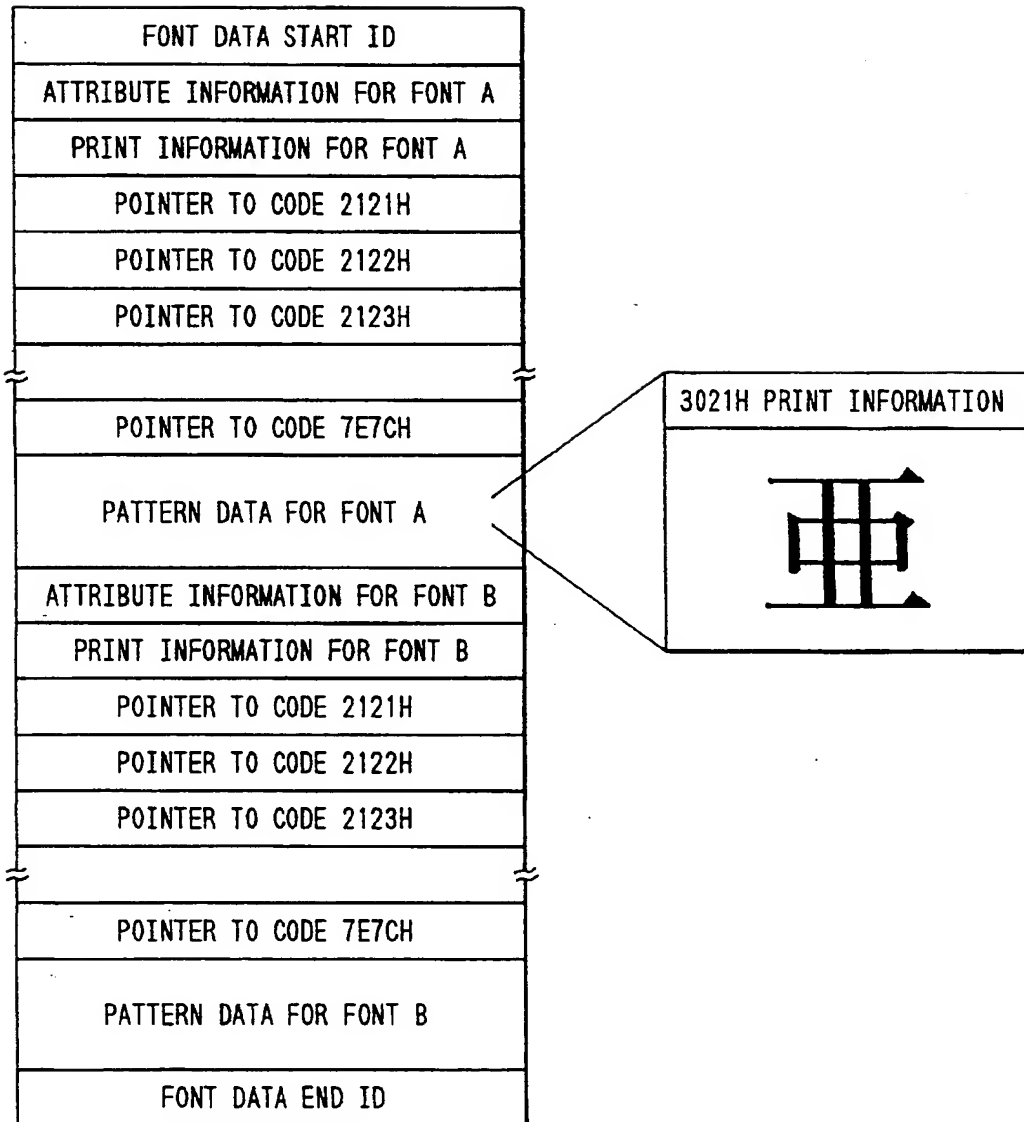 FONT DATA START ID
ATTRIBUTE INFORMATION FOR FONT A
PRINT INFORMATION FOR FONT A
POINTER TO CODE 2121H
POINTER TO CODE 2122H
POINTER TO CODE 2123H
POINTER TO CODE 7E7CH
PATTERN DATA FOR FONT A
3021H PRINT INFORMATION
亜
ATTRIBUTE INFORMATION FOR FONT B
PRINT INFORMATION FOR FONT B
POINTER TO CODE 2121H
POINTER TO CODE 2122H
POINTER TO CODE 2123H
POINTER TO CODE 7E7CH
PATTERN DATA FOR FONT B
FONT DATA END ID